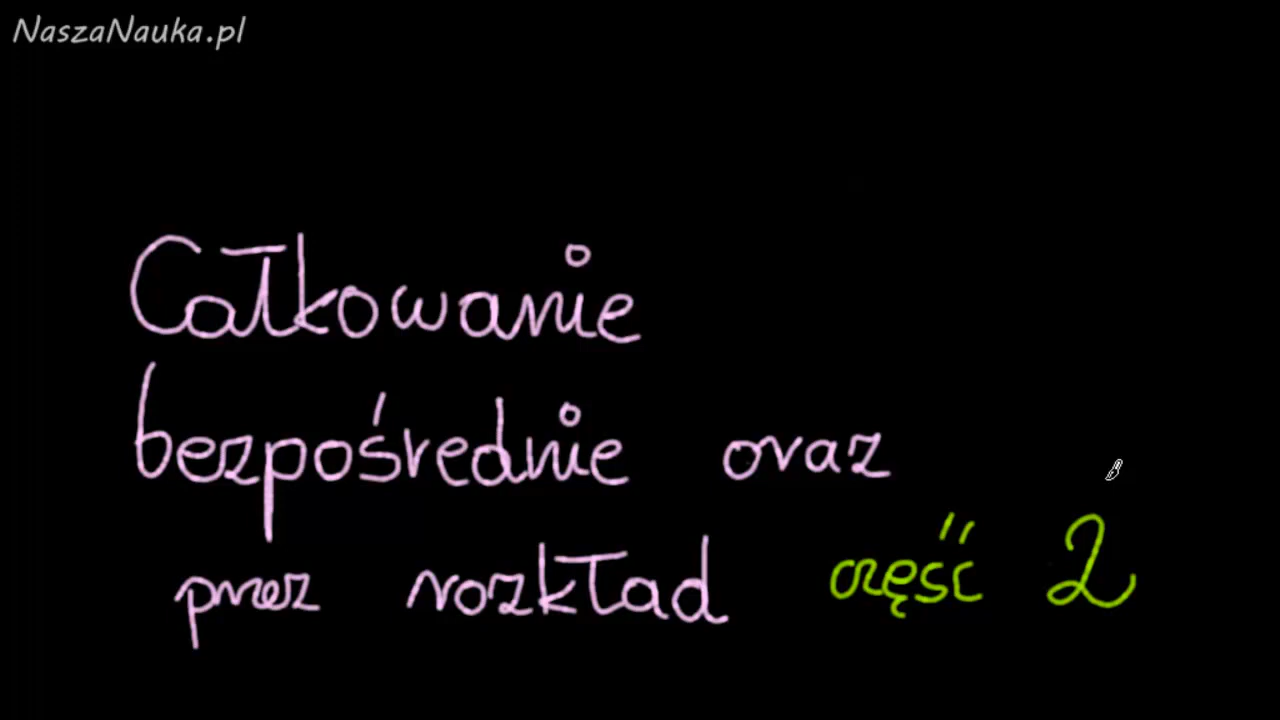 NaszaNauka.pl
Całkowanie
bezpośrednie oraz
przez rozkład część 2